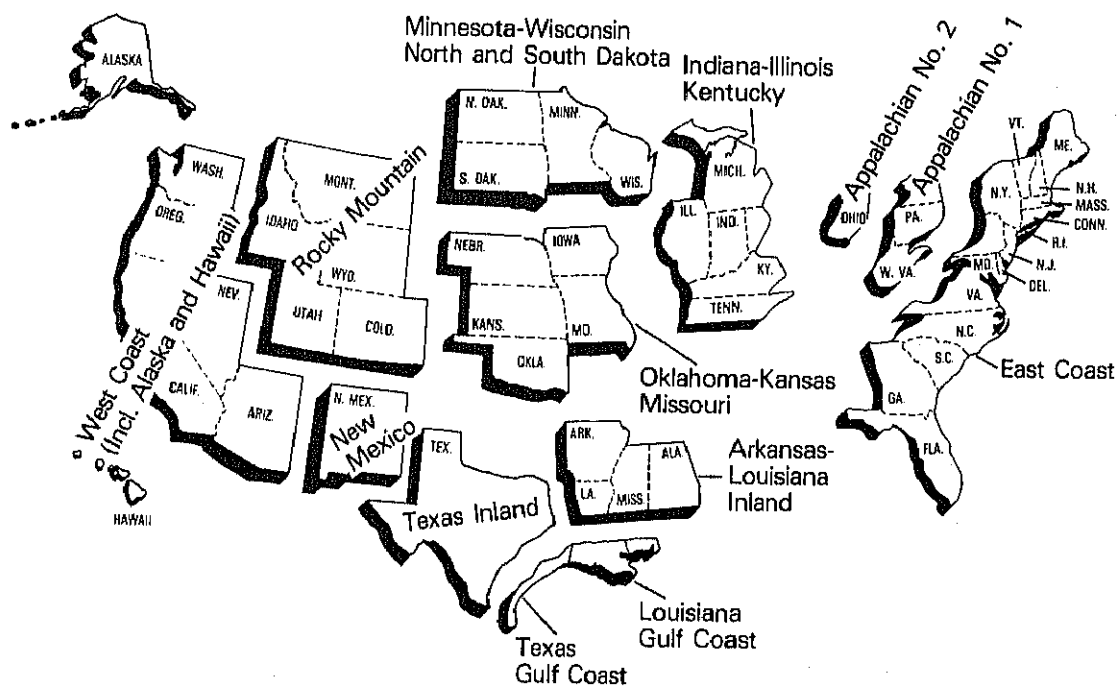 Minnesota-Wisconsin
North and South Dakota
Indiana-Illinois
Kentucky
Appalachian No. 2
Appalachian No. 1
ALASKA
N. DAK.
MINN.
S. DAK.
WIS.
MICH.
ILL.
IND.
KY.
TENN.
OHIO
PA.
W. VA.
VT.
ME.
N.Y.
N.H.
MASS.
CONN.
R.I.
N.J.
DEL.
MD.
VA.
N.C.
S.C.
GA.
FLA.
East Coast
WASH.
OREG.
NEV.
CALIF.
ARIZ.
West Coast
(Incl. Alaska and Hawaii)
HAWAII
MONT.
IDAHO
WYO.
UTAH
COLO.
Rocky Mountain
NEBR.
IOWA
KANS.
MO.
OKLA.
Oklahoma-Kansas
Missouri
N. MEX.
New
Mexico
TEX.
Texas Inland
ARK.
LA.
MISS.
ALA
Arkansas-
Louisiana
Inland
Louisiana
Gulf Coast
Texas
Gulf Coast